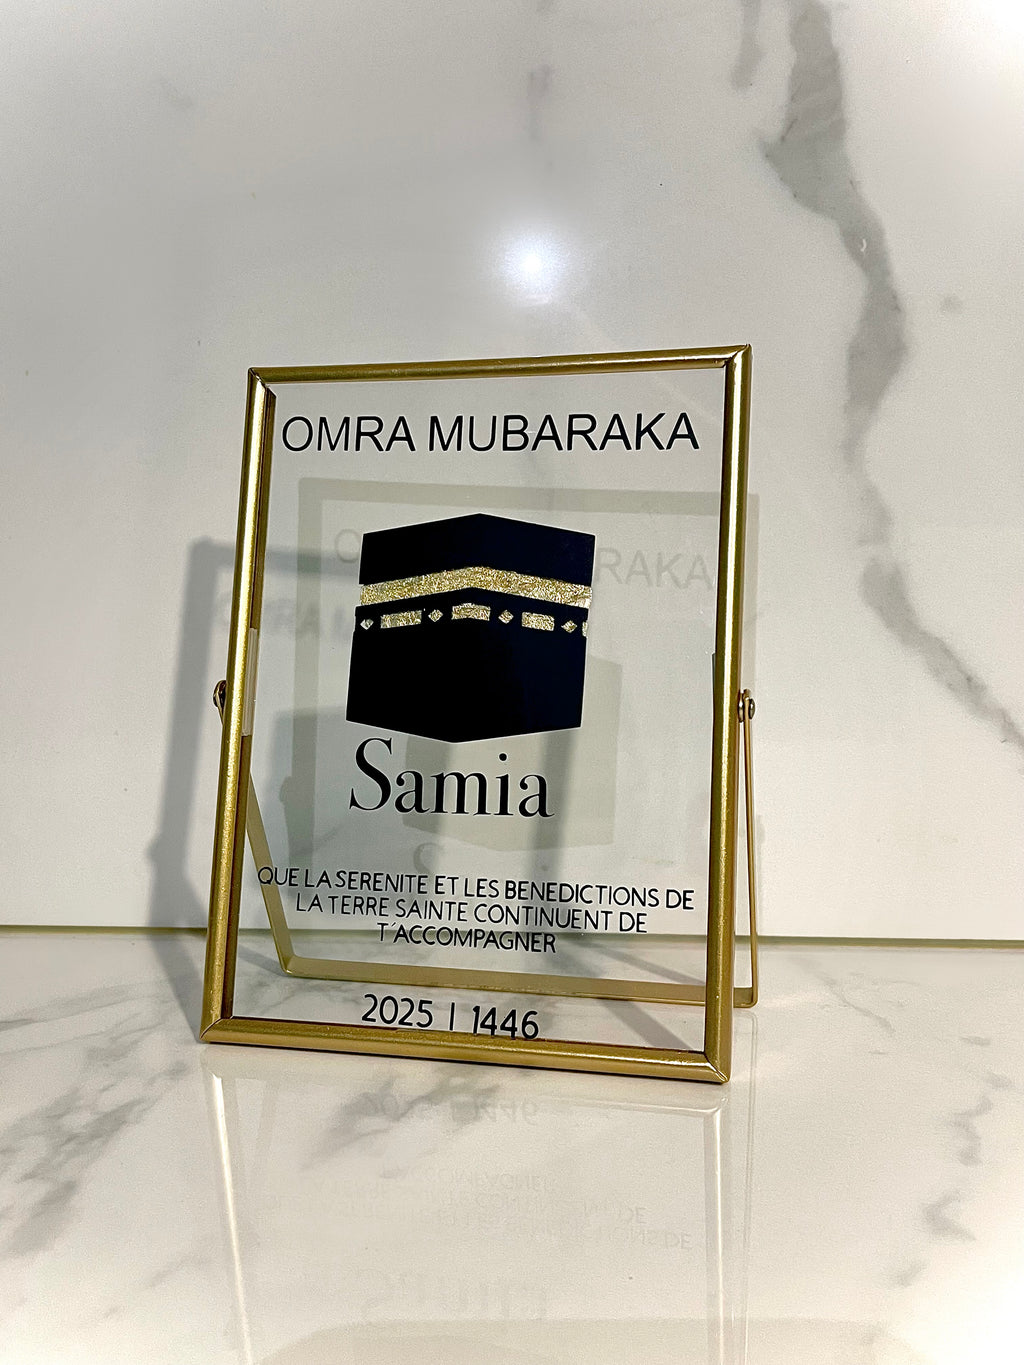 OMRA MUBARAKA
Samia
QUE LA SERENITE ET LES BENEDICTIONS DE
LA TERRE SAINTE CONTINUENT DE
T'ACCOMPAGNER
2025 | 1446